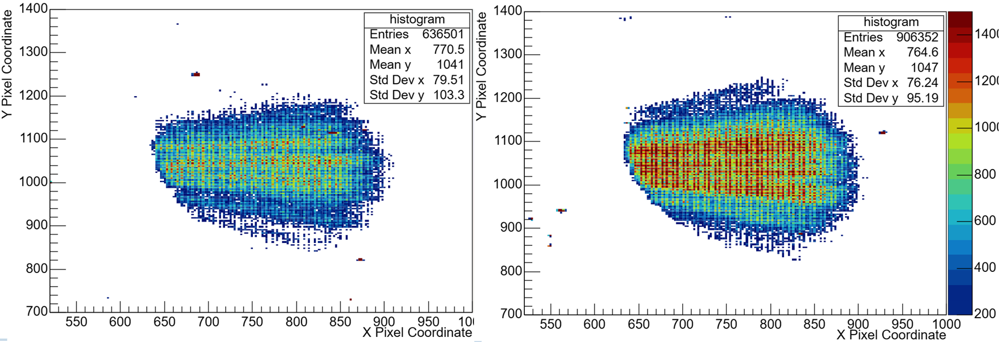 1400
1300
1200
1100
1000
900
800
700
Y Pixel Coordinate
histogram
Entries 636501
Mean x 770.5
Mean y 1041
Std Dev x 79.51
Std Dev y 103.3
550 600 650 700 750 800 850 900 950 100
X Pixel Coordinate
1400
1300
1200
1100
1000
900
800
700
Y Pixel Coordinate
histogram
Entries 906352
Mean x 764.6
Mean y 1047
Std Dev x 76.24
Std Dev y 95.19
550 600 650 700 750 800 850 900 950 1000
X Pixel Coordinate
1400
1200
1000
800
600
400
200